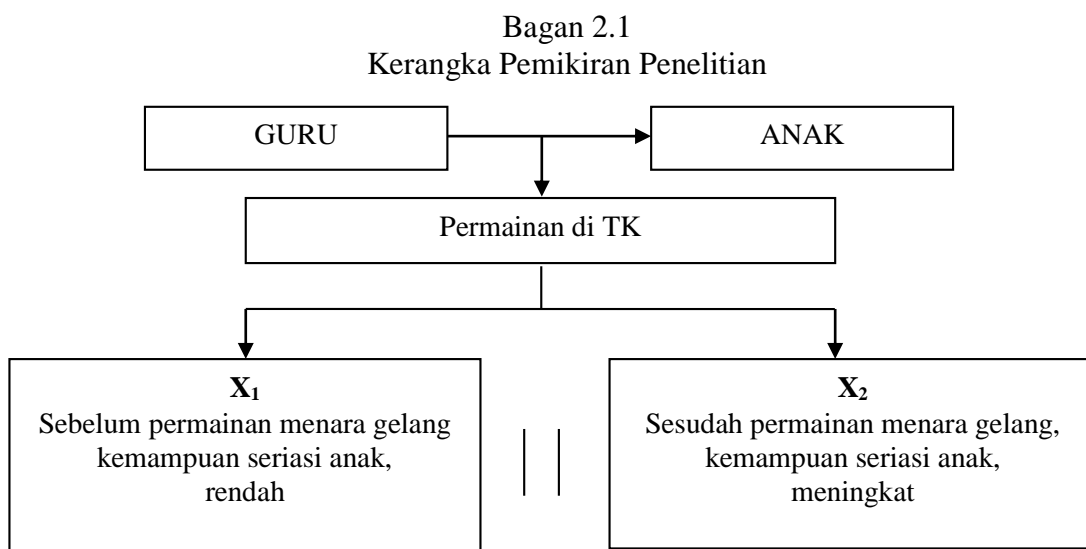 Bagan 2.1
Kerangka Pemikiran Penelitian
GURU
ANAK
Permainan di TK
X₁
Sebelum permainan menara gelang
kemampuan seriasi anak,
rendah
X₂
Sesudah permainan menara gelang,
kemampuan seriasi anak,
meningkat